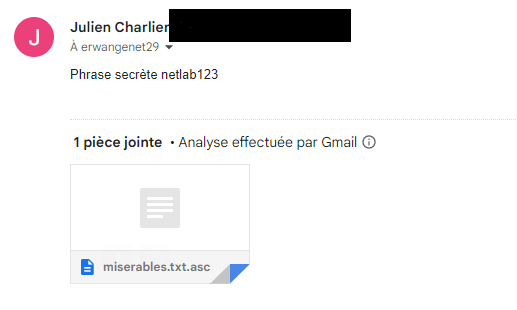 J
Julien Charlier
À erwangenet29
Phrase secrète netlab123
1 pièce jointe • Analyse effectuée par Gmail
miserables.txt.asc